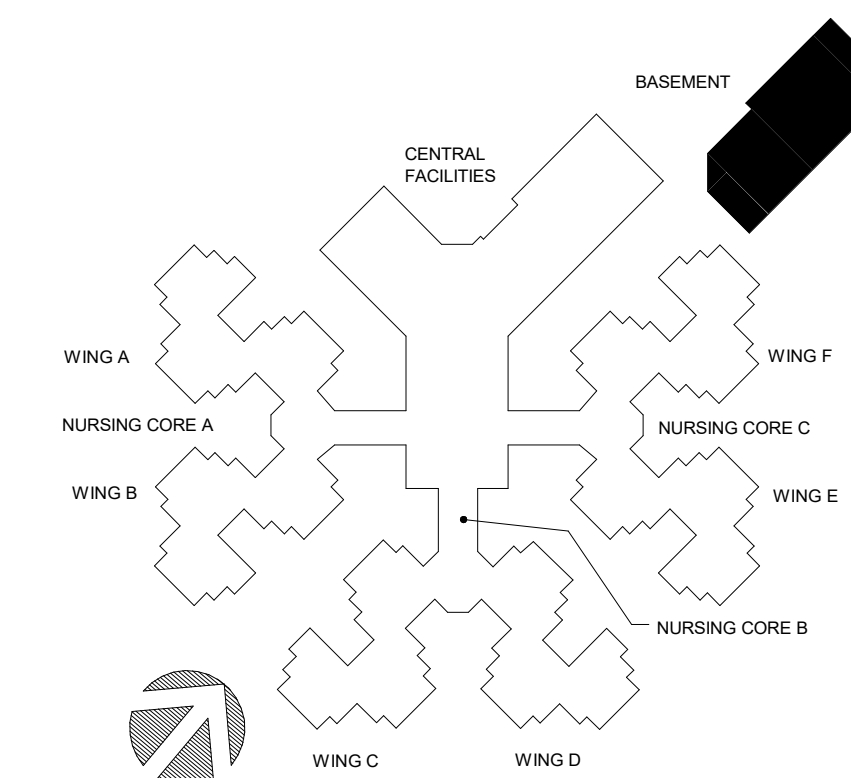 BASEMENT
CENTRAL
FACILITIES
WING A
WING F
NURSING CORE A
NURSING CORE C
WING B
WING E
NURSING CORE B
WING C
WING D